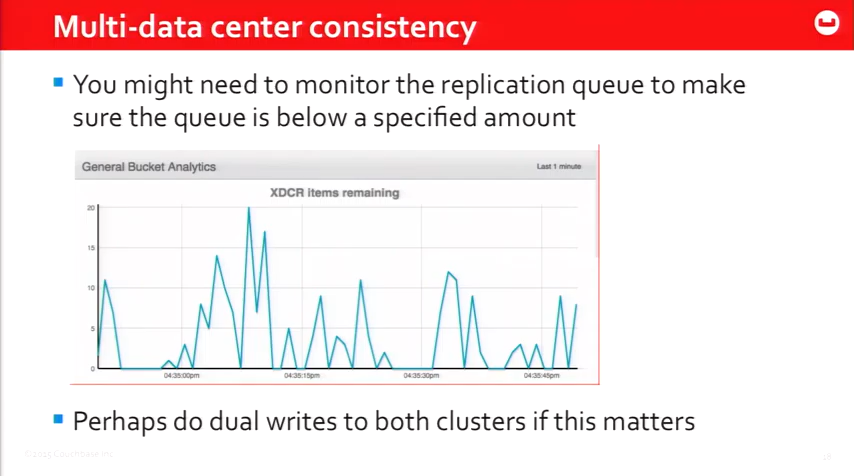 Multi-data center consistency
You might need to monitor the replication queue to make
sure the queue is below a specified amount
General Bucket Analytics
Last 1 minute
XDCR items remaining
20
15
10
5
0
04:35:00pm
04:35:15pm
04:35:30pm
04:35:45pm
Perhaps do dual writes to both clusters if this matters